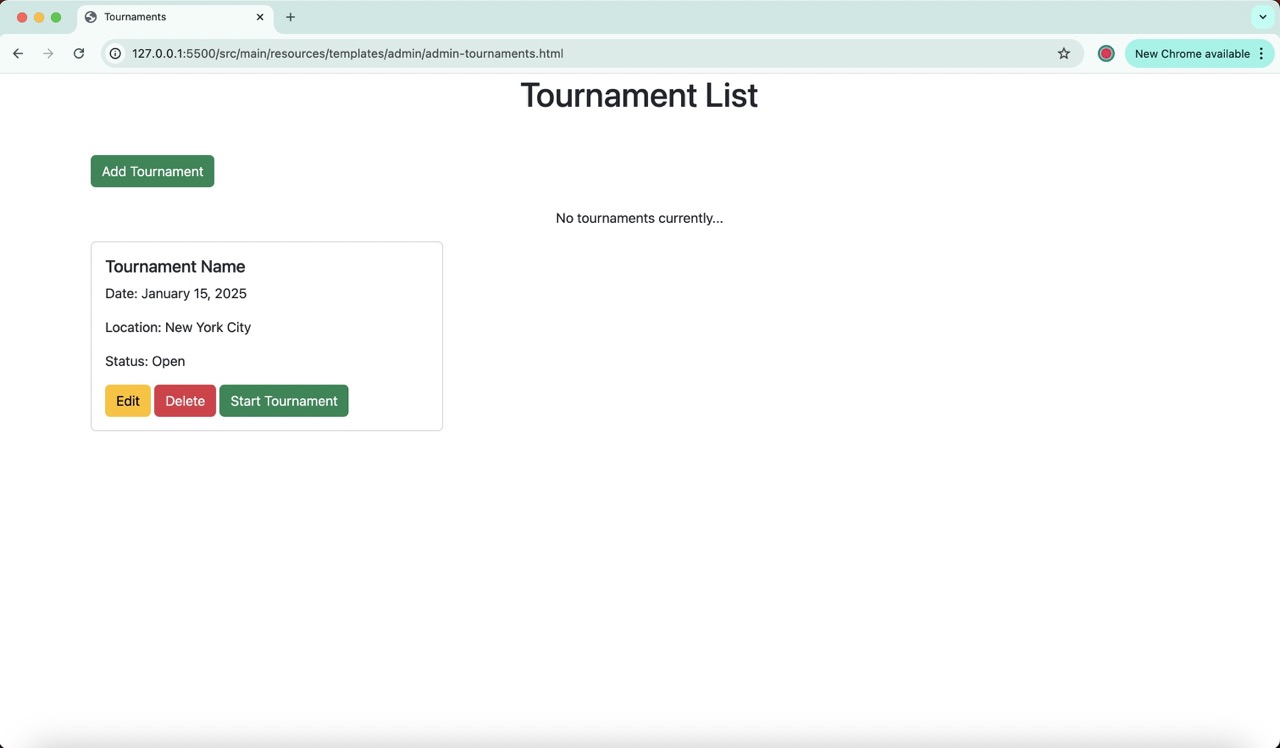 Tournaments
127.0.0.1:5500/src/main/resources/templates/admin/admin-tournaments.html
New Chrome available
Tournament List
Add Tournament
No tournaments currently...
Tournament Name
Date: January 15, 2025
Location: New York City
Status: Open
Edit Delete Start Tournament